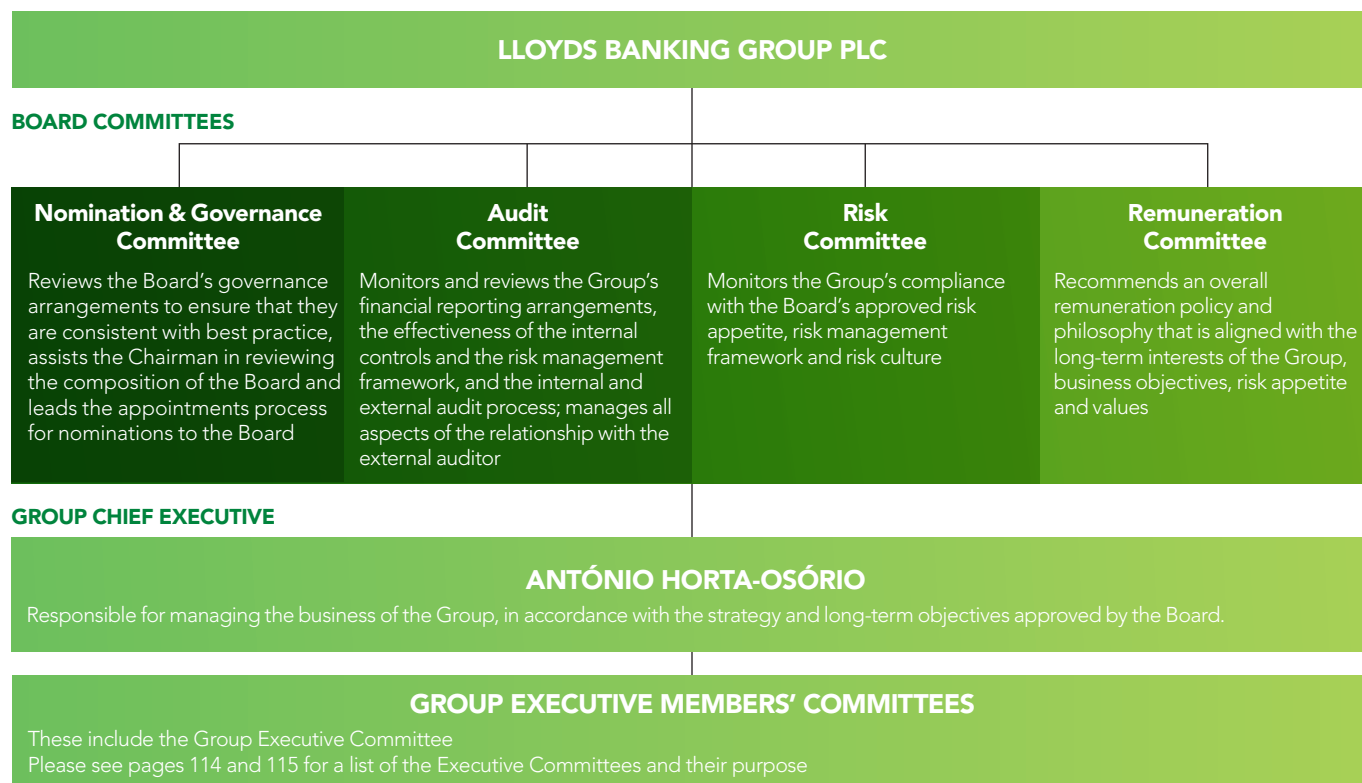 LLOYDS BANKING GROUP PLC
BOARD COMMITTEES
Nomination & Governance
Committee
Reviews the Board’s governance
arrangements to ensure that they
are consistent with best practice,
assists the Chairman in reviewing
the composition of the Board and
leads the appointments process
for nominations to the Board
Audit
Committee
Monitors and reviews the Group’s
financial reporting arrangements,
the effectiveness of the internal
controls and the risk management
framework, and the internal and
external audit process; manages all
aspects of the relationship with the
external auditor
Risk
Committee
Monitors the Group’s compliance
with the Board’s approved risk
appetite, risk management
framework and risk culture
Remuneration
Committee
Recommends an overall
remuneration policy and
philosophy that is aligned with the
long-term interests of the Group,
business objectives, risk appetite
and values
GROUP CHIEF EXECUTIVE
ANTÓNIO HORTA-OSÓRIO
Responsible for managing the business of the Group, in accordance with the strategy and long-term objectives approved by the Board.
GROUP EXECUTIVE MEMBERS’ COMMITTEES
These include the Group Executive Committee
Please see pages 114 and 115 for a list of the Executive Committees and their purpose